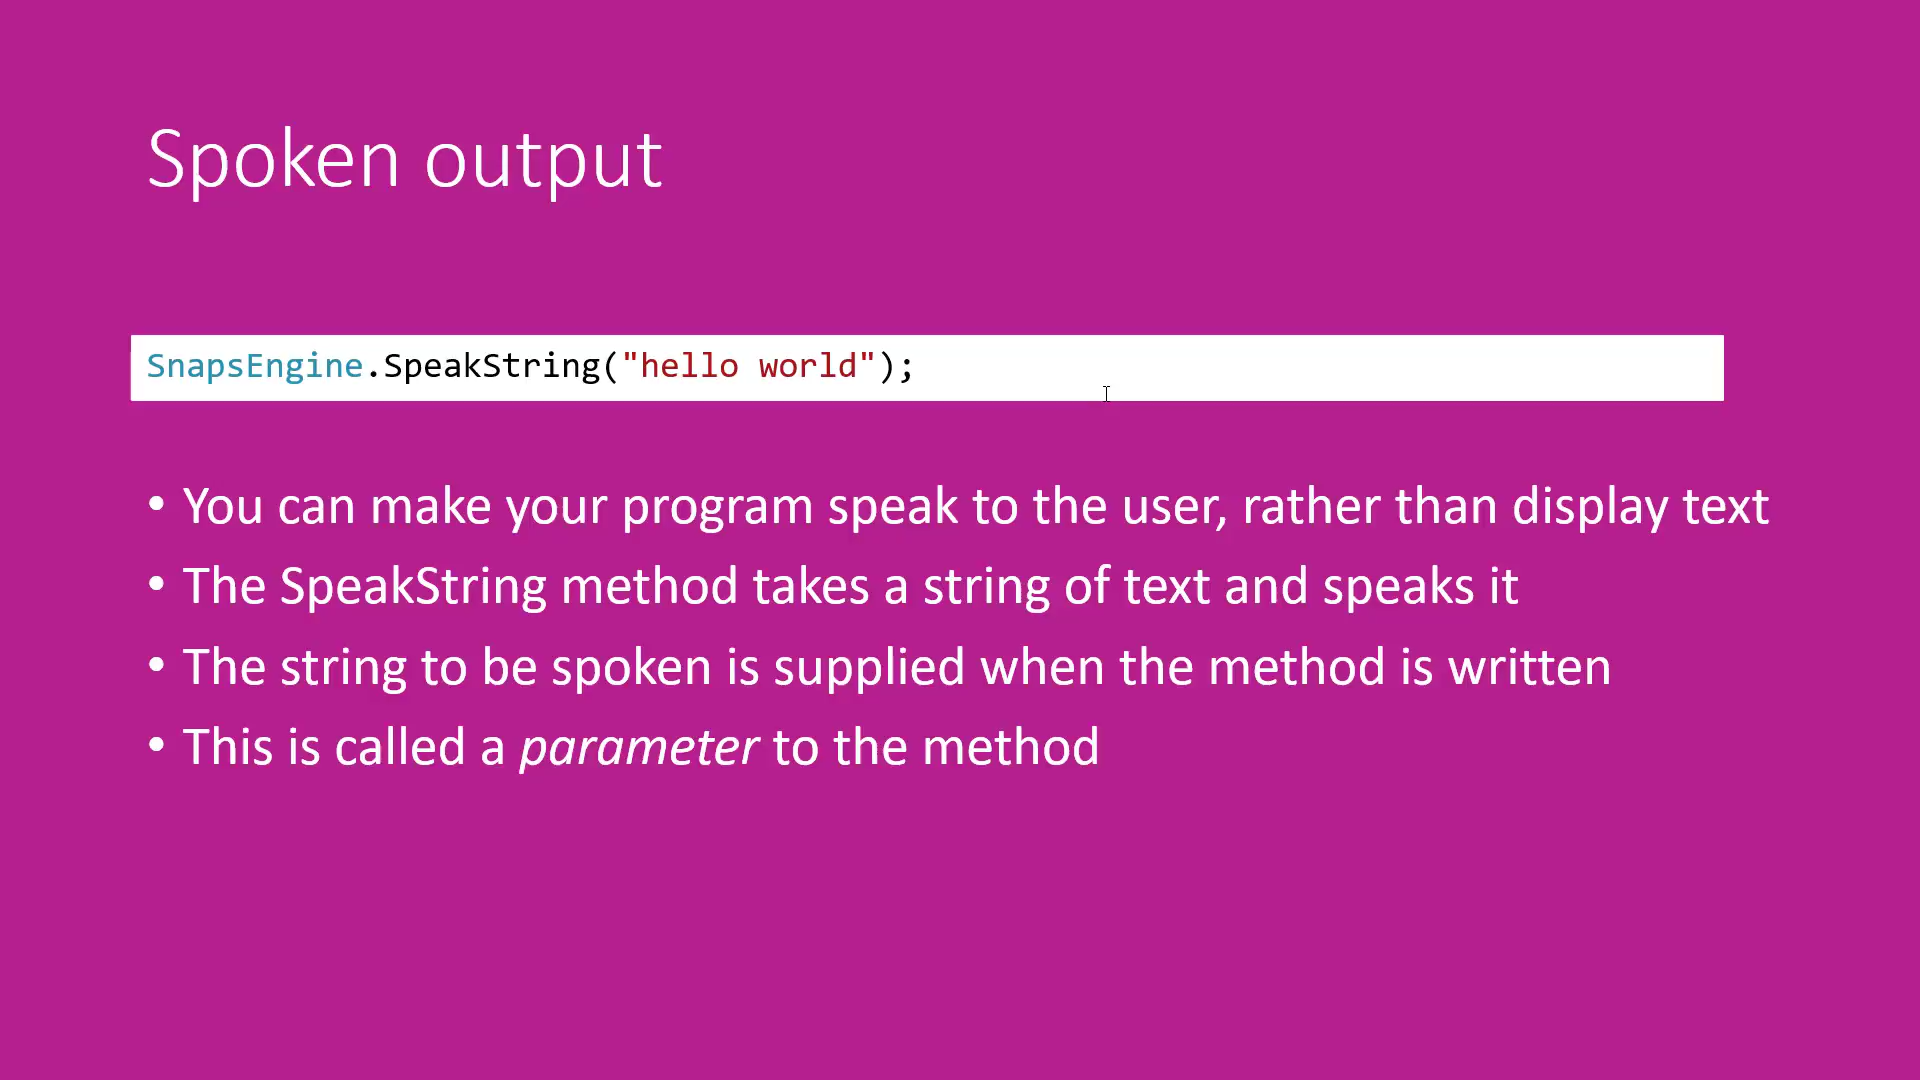 Spoken output
SnapsEngine.SpeakString("hello world");
• You can make your program speak to the user, rather than display text
• The SpeakString method takes a string of text and speaks it
• The string to be spoken is supplied when the method is written
• This is called a parameter to the method